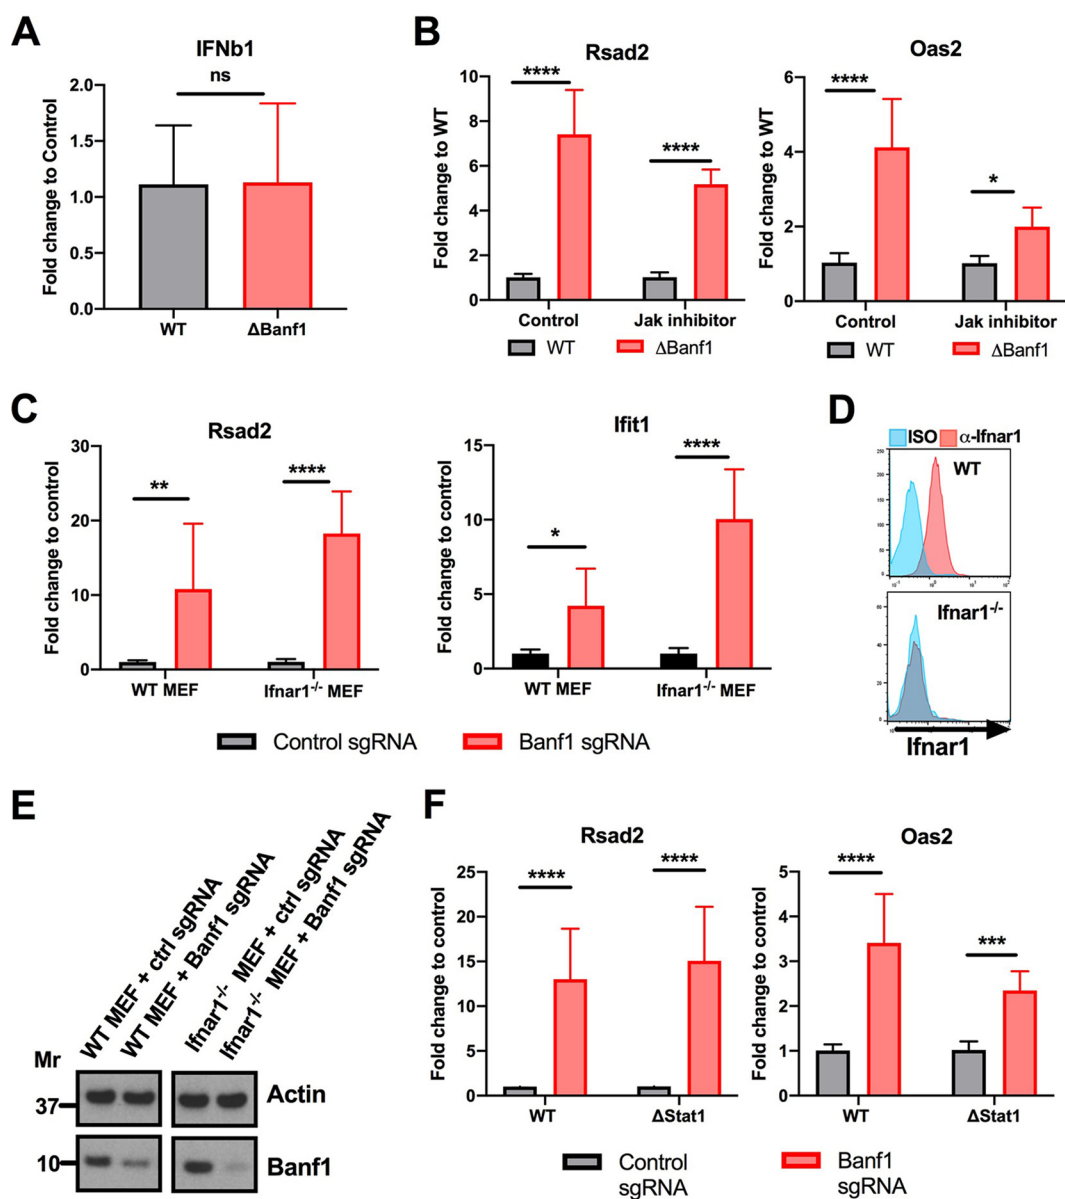 A
IFNb1
ns
Fold change to Control
2.0
1.5
1.0
0.5
0.0
WT
ΔBanf1
B
Rsad2
****
****
Fold change to WT
10
8
6
4
2
0
Control
Jak inhibitor
WT
ΔBanf1
Oas2
****
*
Fold change to WT
6
4
2
0
Control
Jak inhibitor
WT
ΔBanf1
C
Rsad2
**
****
Fold change to control
30
20
10
0
WT MEF
Ifnar1-/- MEF
Ifit1
*
****
Fold change to control
15
10
5
0
WT MEF
Ifnar1-/- MEF
Control sgRNA
Banf1 sgRNA
D
ISO
α-Ifnar1
WT
Ifnar1-/-
Ifnar1
E
WT MEF + ctrl sgRNA
WT MEF + Banf1 sgRNA
Ifnar1-/- MEF + ctrl sgRNA
Ifnar1-/- MEF + Banf1 sgRNA
Mr
37
Actin
10
Banf1
F
Rsad2
****
****
Fold change to control
25
20
15
10
5
0
WT
ΔStat1
Oas2
****
***
Fold change to control
5
4
3
2
1
0
WT
ΔStat1
Control
sgRNA
Banf1
sgRNA